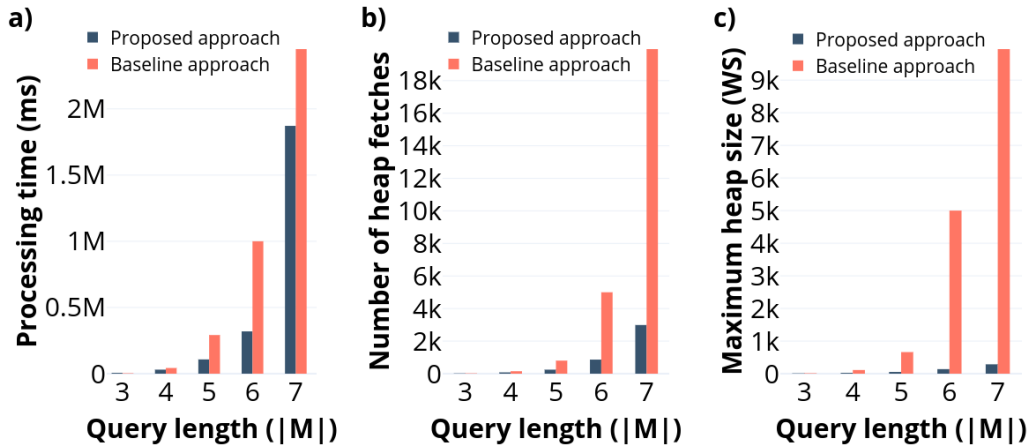 a)
Proposed approach
Baseline approach
Processing time (ms)
2M
1.5M
1M
0.5M
0
3 4 5 6 7
Query length (|M|)
b)
Proposed approach
Baseline approach
Number of heap fetches
18k
16k
14k
12k
10k
8k
6k
4k
2k
0
3 4 5 6 7
Query length (|M|)
c)
Proposed approach
Baseline approach
Maximum heap size (WS)
9k
8k
7k
6k
5k
4k
3k
2k
1k
0
3 4 5 6 7
Query length (|M|)